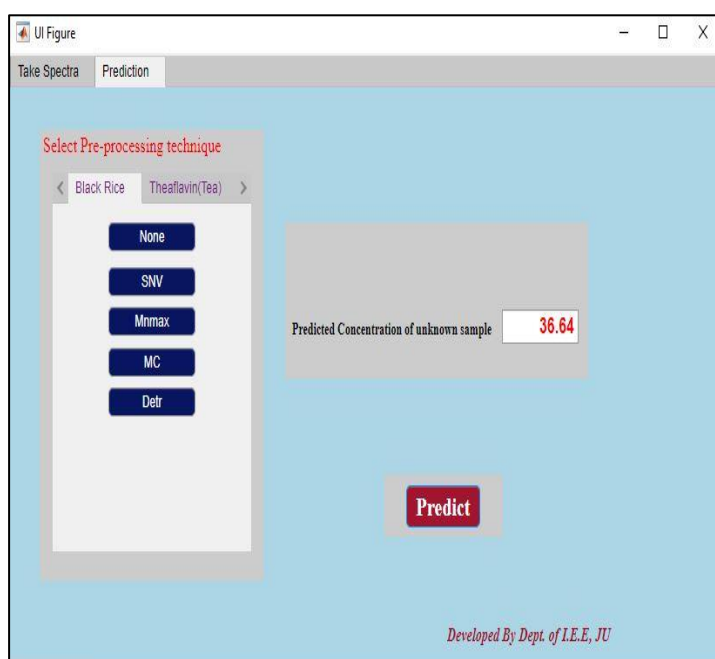 UI Figure
Take Spectra Prediction
Select Pre-processing technique
Black Rice Theaflavin(Tea)
None
SNV
Mnmax
MC
Detr
Predicted Concentration of unknown sample 36.64
Predict
Developed By Dept. of I.E.E, JU